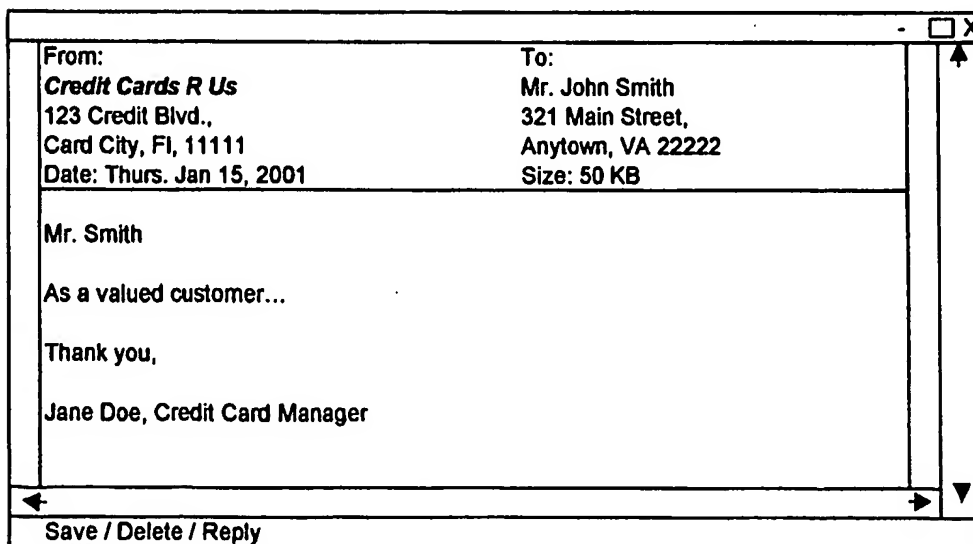 - □ X
From:
Credit Cards R Us
123 Credit Blvd.,
Card City, Fl, 11111
Date: Thurs. Jan 15, 2001
To:
Mr. John Smith
321 Main Street,
Anytown, VA 22222
Size: 50 KB
Mr. Smith
As a valued customer...
Thank you,
Jane Doe, Credit Card Manager
Save / Delete / Reply